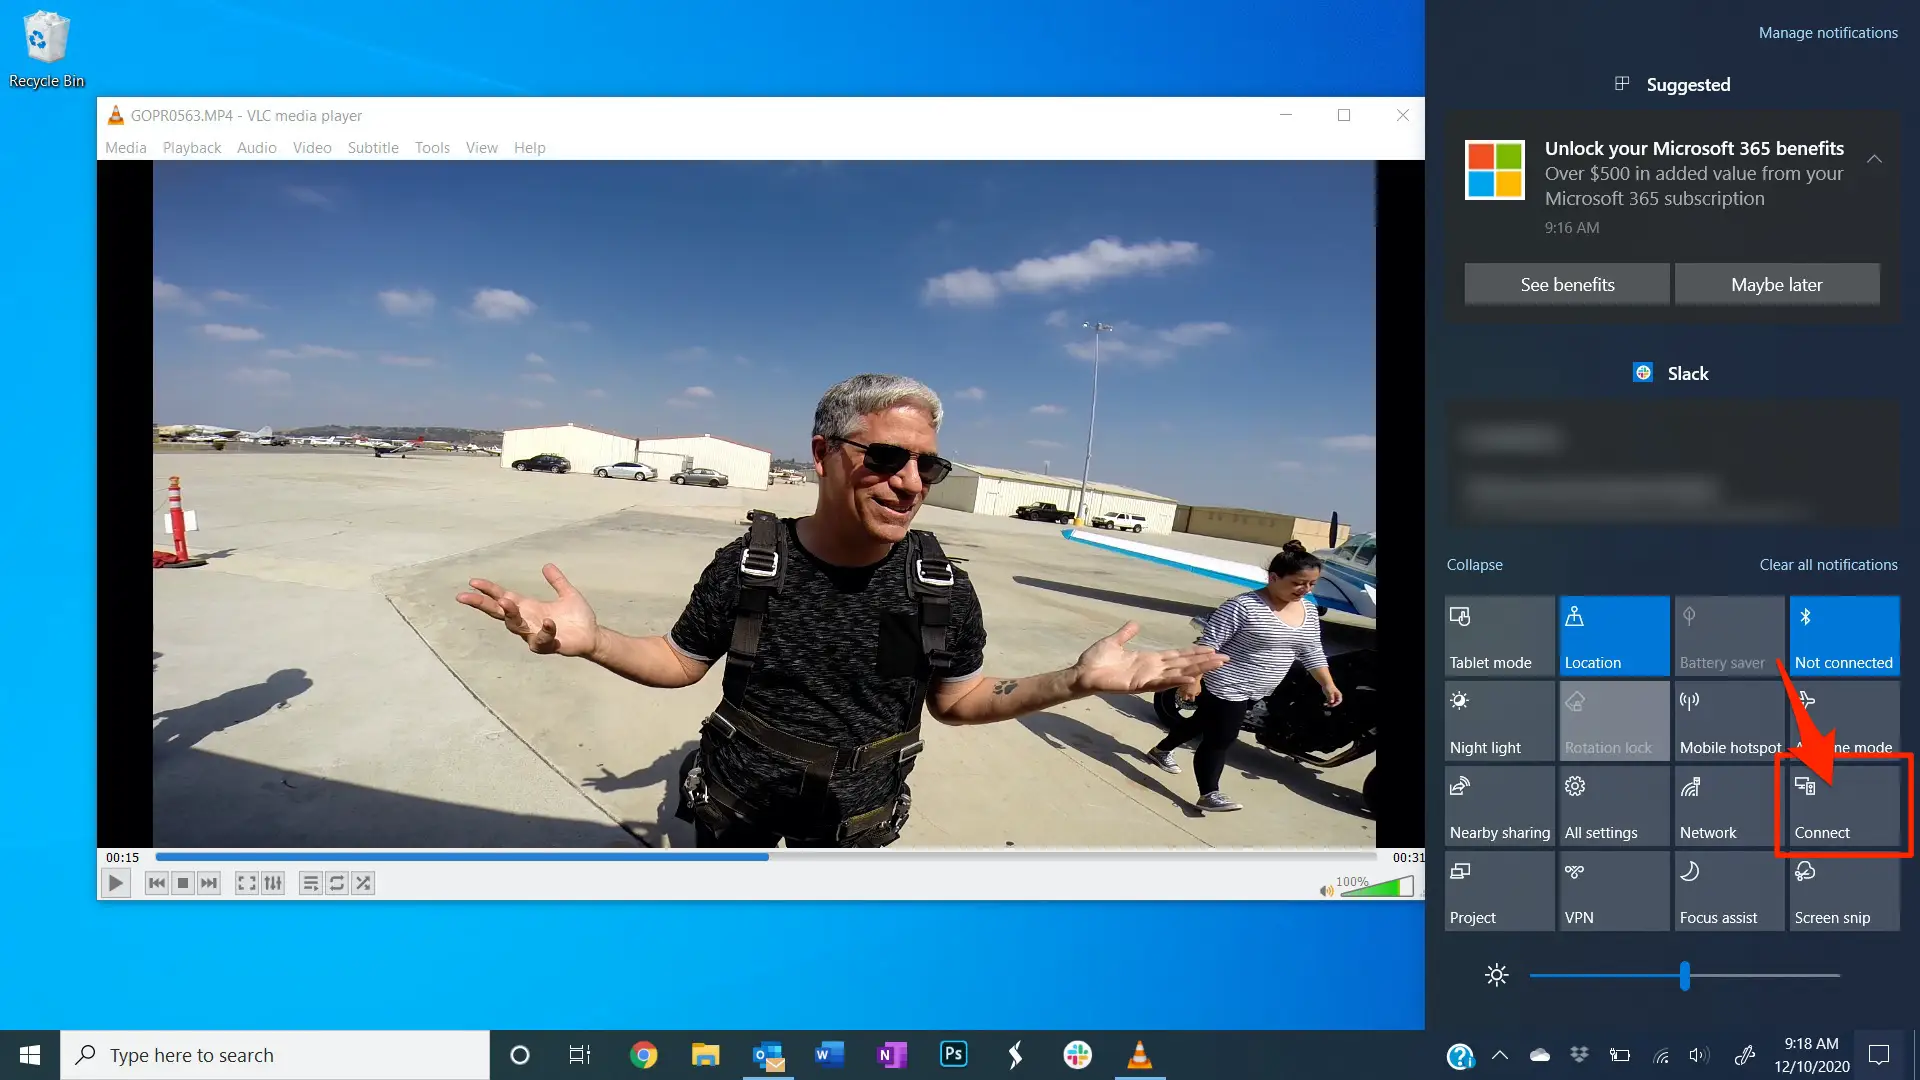 Recycle Bin
GOPR0563.MP4 - VLC media player
Media Playback Audio Video Subtitle Tools View Help
00:15
00:31
100%
Manage notifications
Suggested
Unlock your Microsoft 365 benefits
Over $500 in added value from your
Microsoft 365 subscription
9:16 AM
See benefits Maybe later
Slack
Collapse Clear all notifications
Tablet mode Location Battery saver Not connected
Night light Rotation lock Mobile hotspot mode
Nearby sharing All settings Network Connect
Project VPN Focus assist Screen snip
Type here to search
9:18 AM
12/10/2020